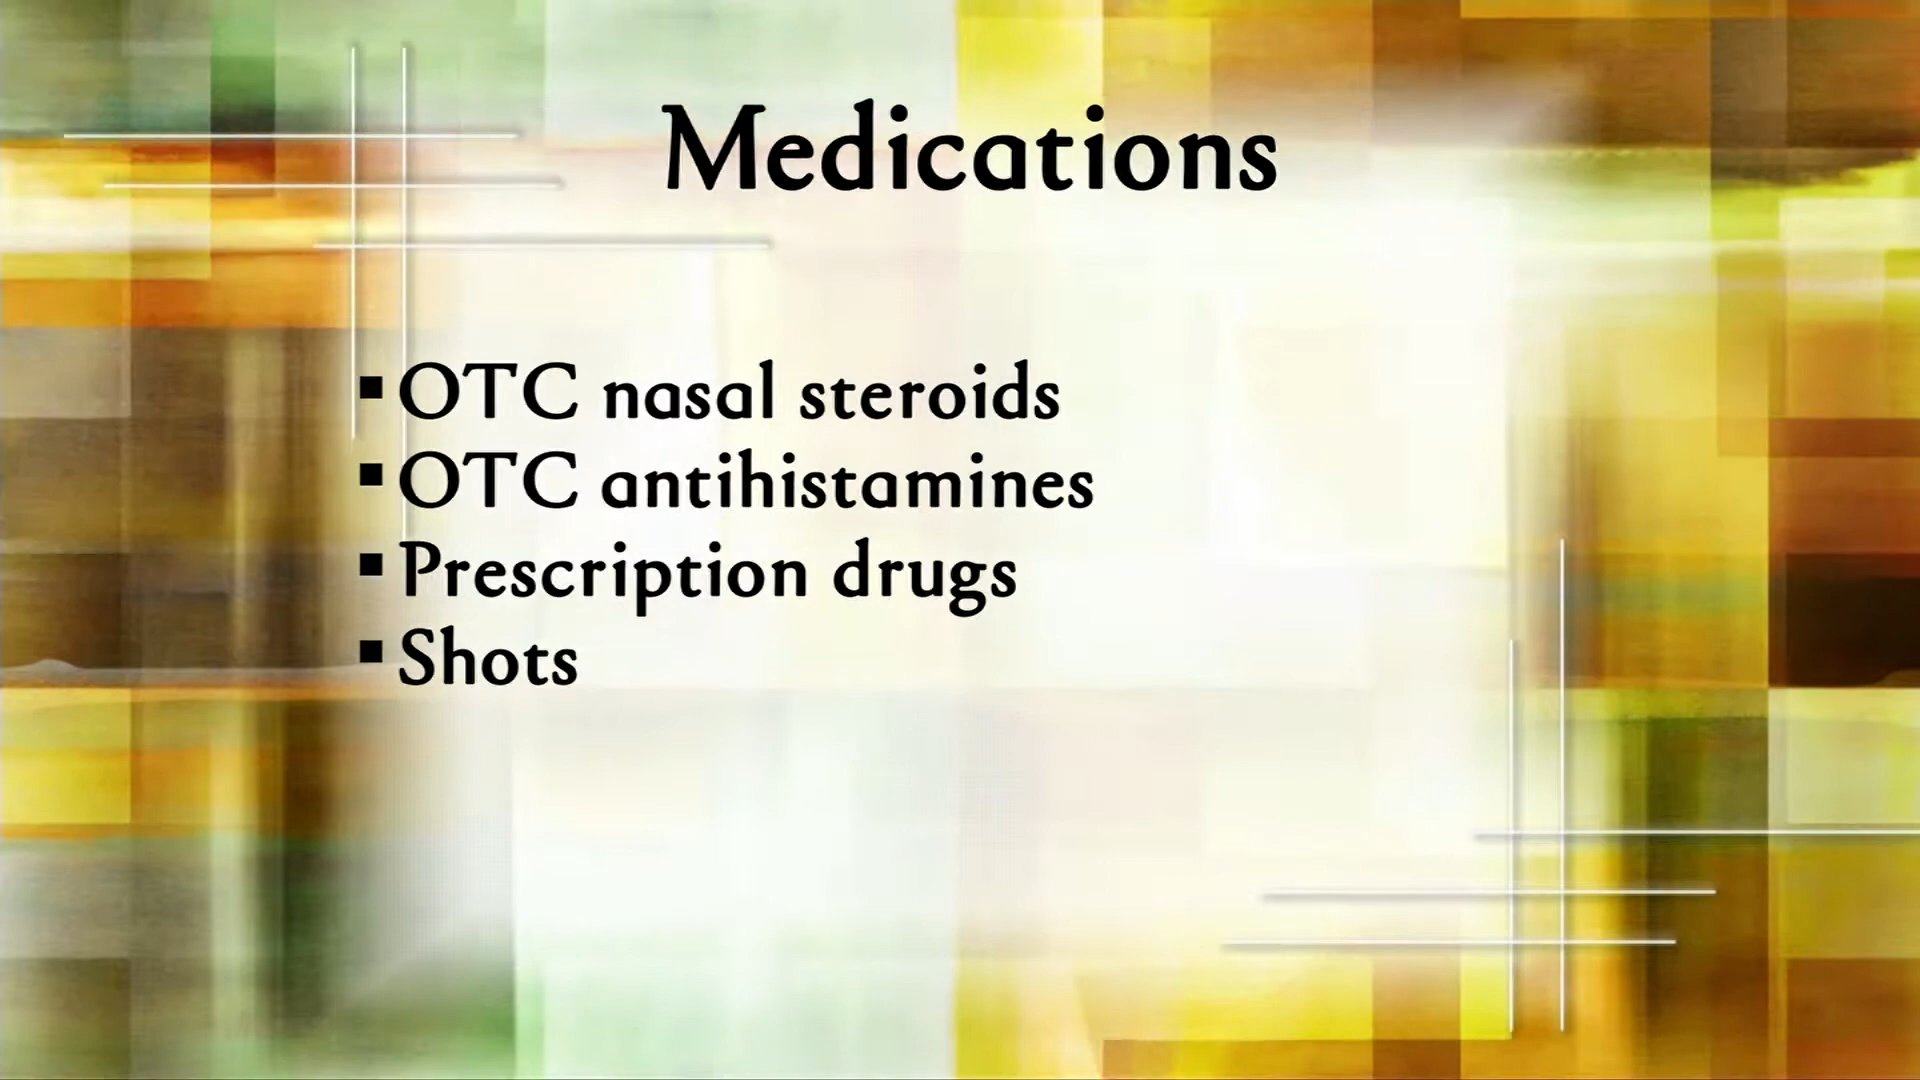 Medications
▪OTC nasal steroids
▪OTC antihistamines
▪Prescription drugs
▪Shots